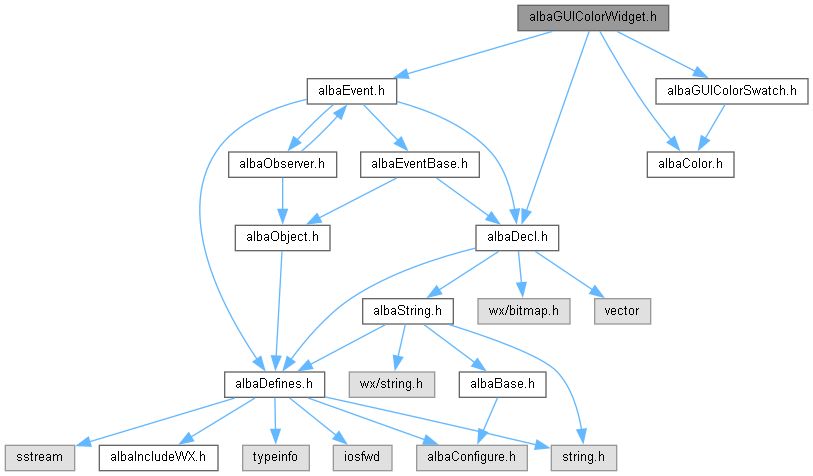 albaGUIColorWidget.h
albaEvent.h
albaGUIColorSwatch.h
albaObserver.h
albaEventBase.h
albaColor.h
albaObject.h
albaDecl.h
albaString.h
wx/bitmap.h
vector
albaDefines.h
wx/string.h
albaBase.h
sstream
albaIncludeWX.h
typeinfo
iosfwd
albaConfigure.h
string.h